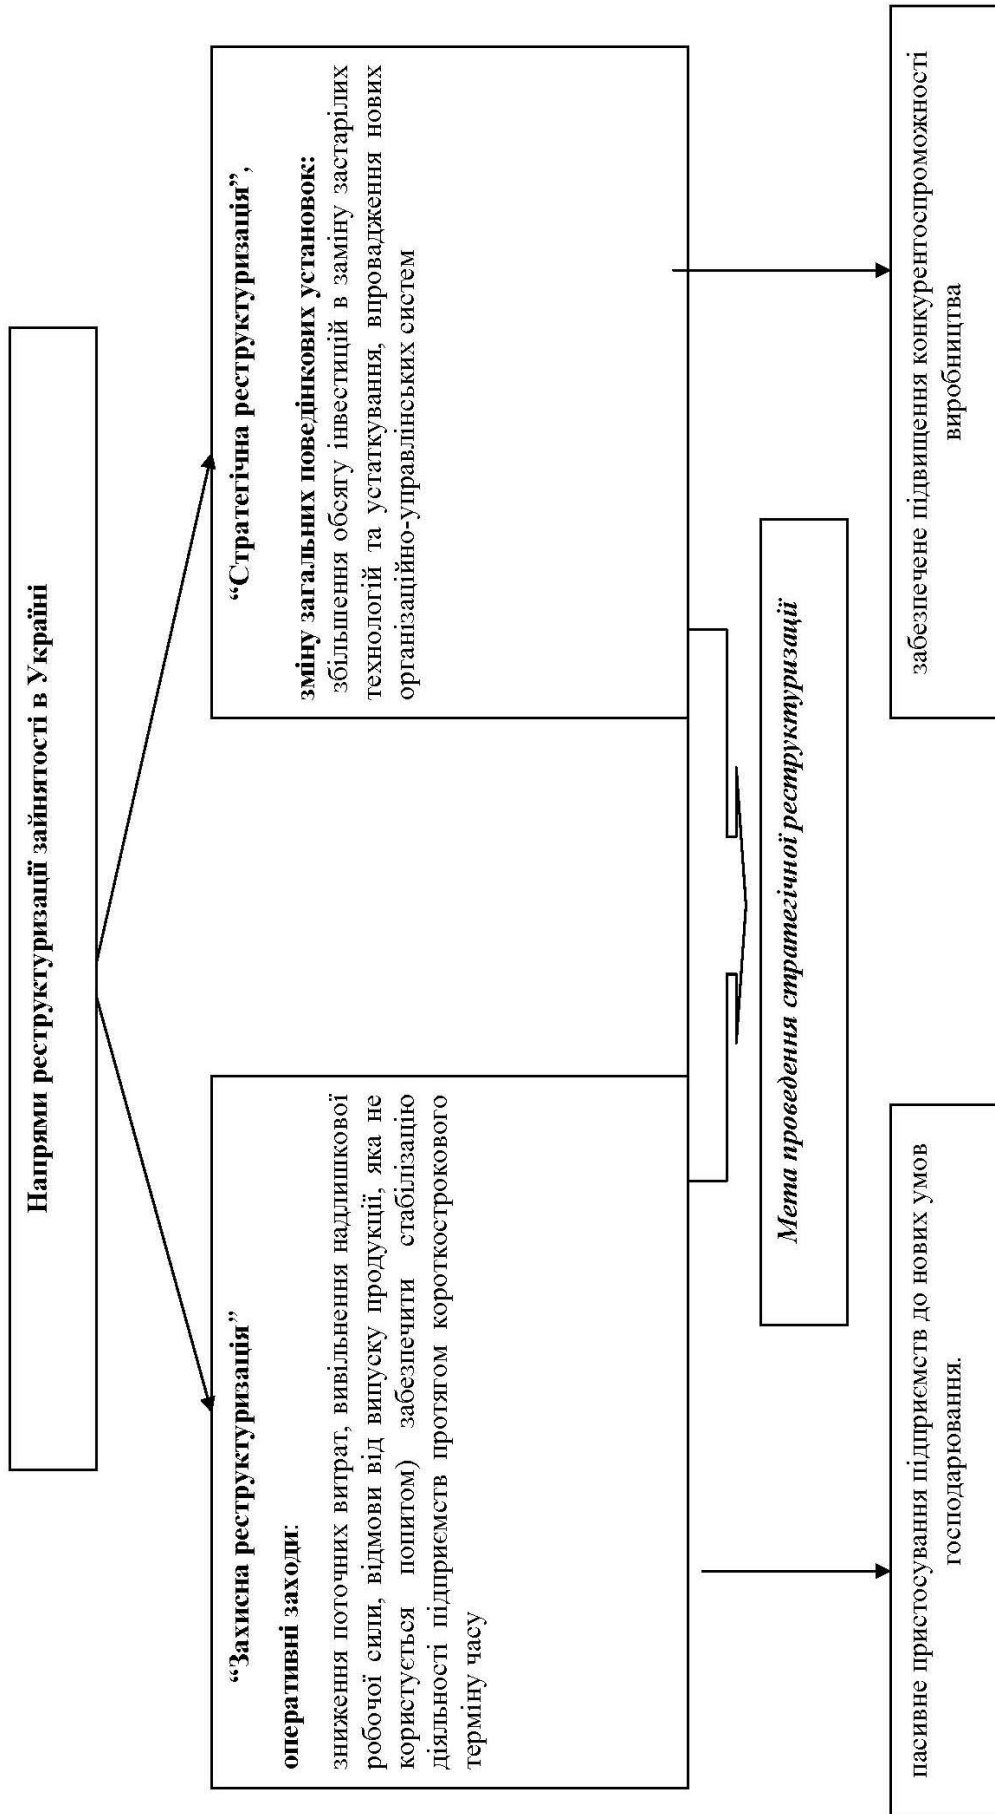 Напрями реструктуризації зайнятості в Україні
“Захисна реструктуризація”
оперативні заходи:
зниження поточних витрат, вивільнення надлишкової
робочої сили, відмови від випуску продукції, яка не
користується попитом) забезпечити стабілізацію
діяльності підприємств протягом короткострокового
терміну часу
“Стратегічна реструктуризація”,
зміну загальних поведінкових установок:
збільшення обсягу інвестицій в заміну застарілих
технологій та устаткування, впровадження нових
організаційно-управлінських систем
Мета проведення стратегічної реструктуризації
пасивне пристосування підприємств до нових умов
господарювання.
забезпечене підвищення конкурентоспроможності
виробництва